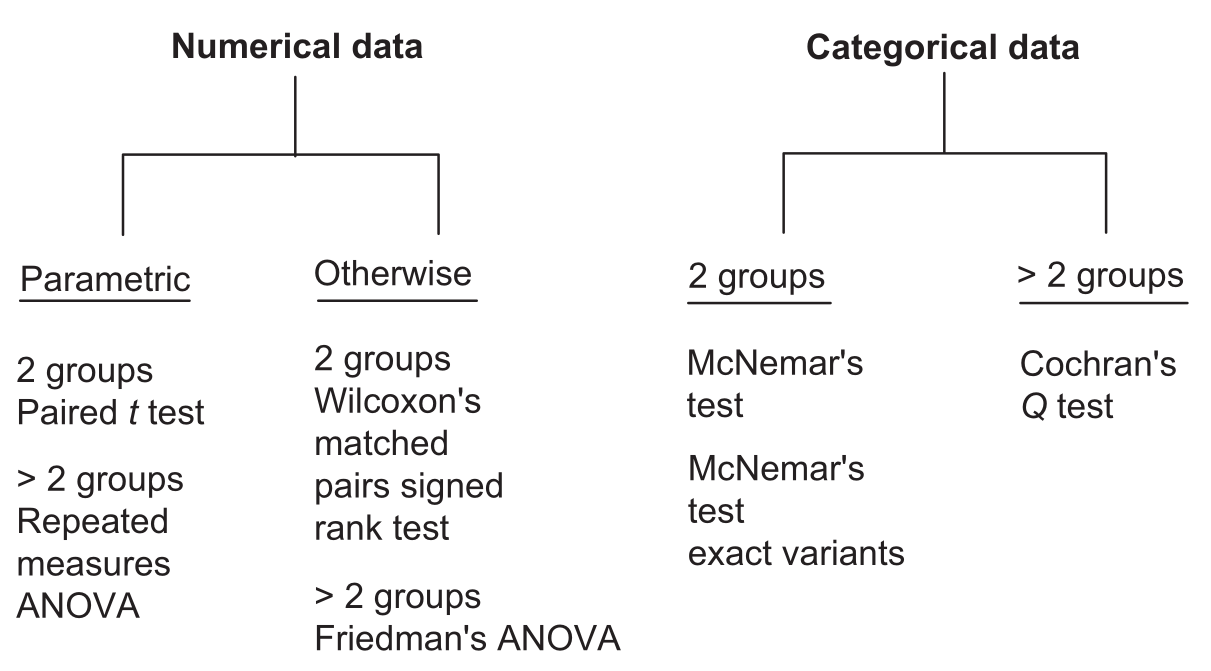 Numerical data
Parametric
2 groups
Paired t test
> 2 groups
Repeated
measures
ANOVA
Otherwise
2 groups
Wilcoxon's
matched
pairs signed
rank test
> 2 groups
Friedman's ANOVA
Categorical data
2 groups
McNemar's
test
McNemar's
test
exact variants
> 2 groups
Cochran's
Q test